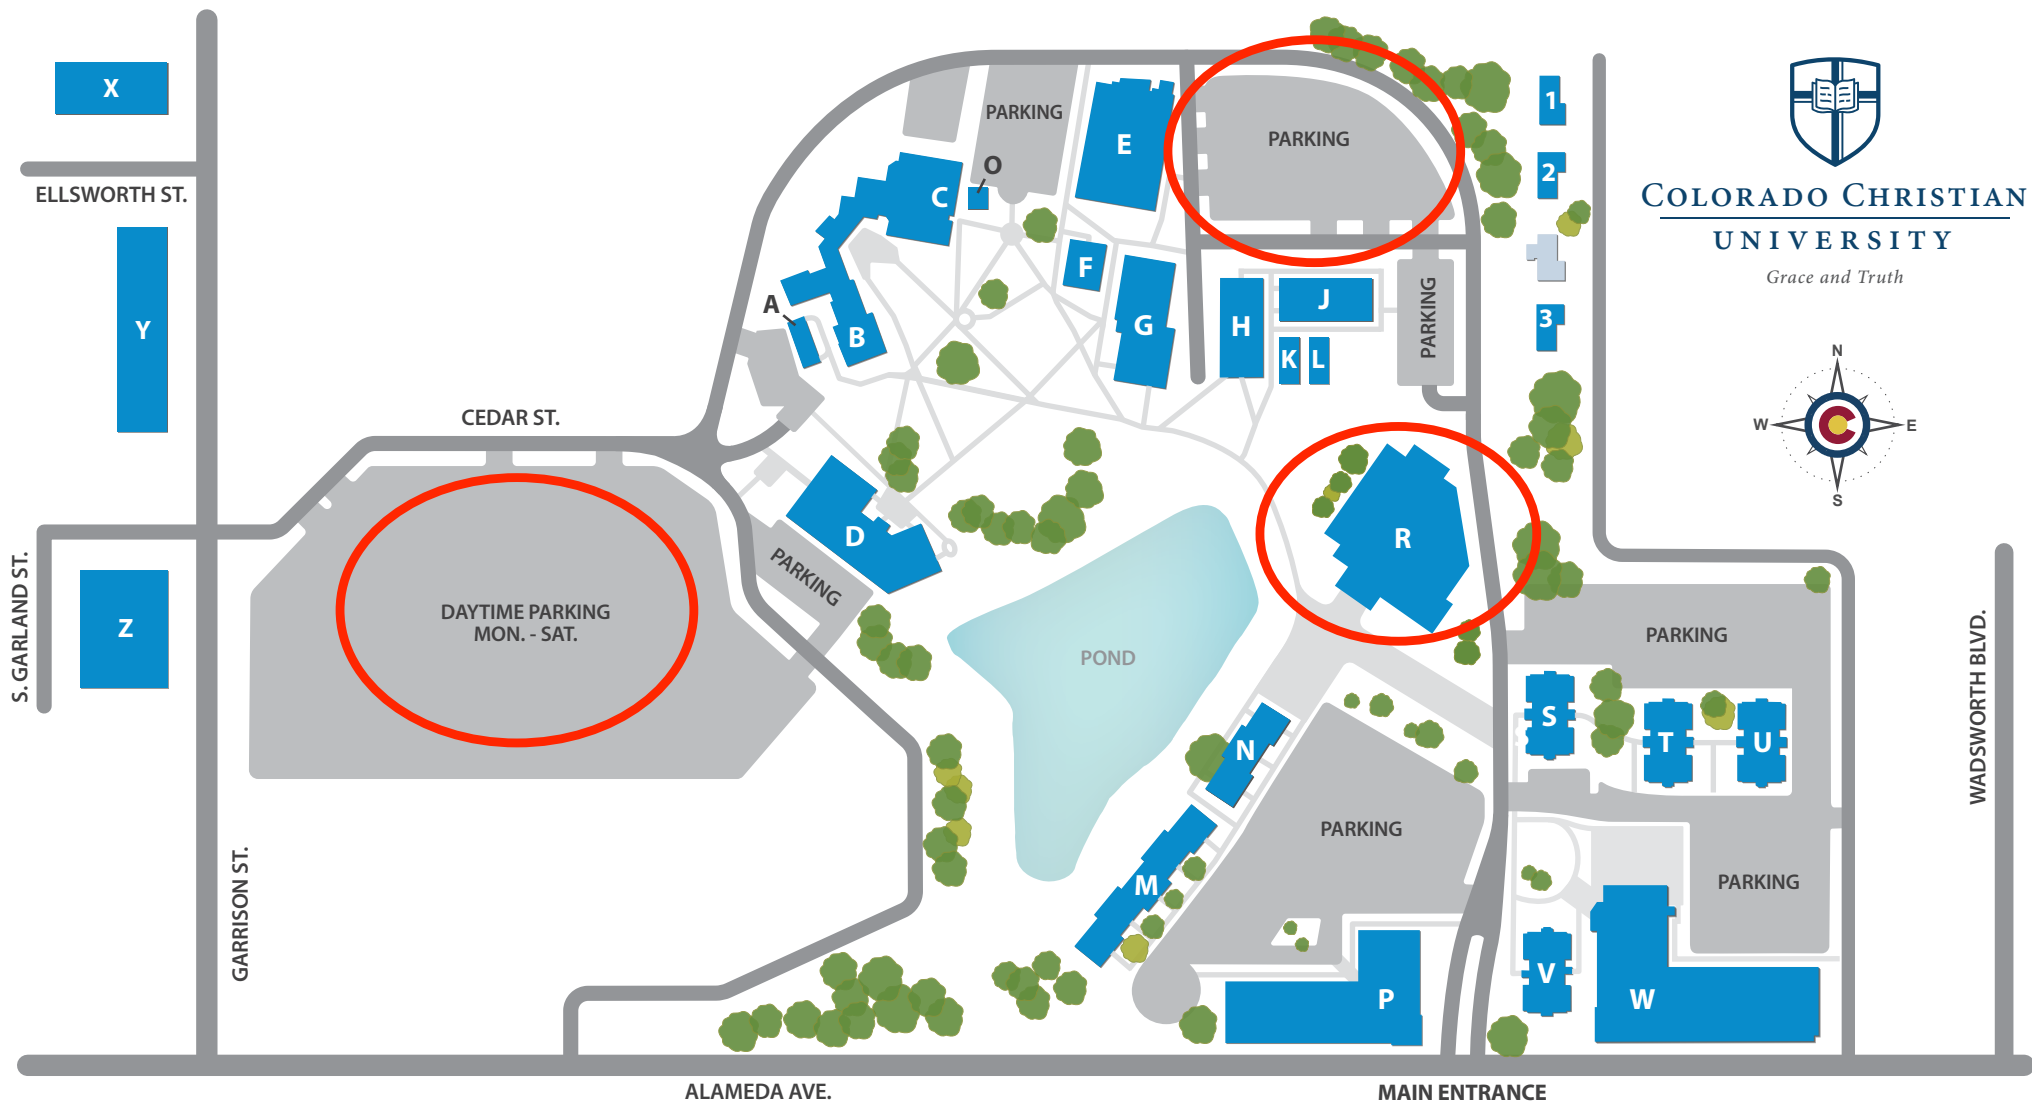 X
ELLSWORTH ST.
Y
S. GARLAND ST.
Z
GARRISON ST.
CEDAR ST.
DAYTIME PARKING
MON. - SAT.
PARKING
O
C
E
PARKING
A
B
F
G
H
J
K
L
PARKING
D
PARKING
POND
R
N
M
PARKING
P
1
2
3
PARKING
S
T
U
PARKING
V
W
WADSWORTH BLVD.
ALAMEDA AVE.
MAIN ENTRANCE
COLORADO CHRISTIAN
UNIVERSITY
Grace and Truth
N
W
E
S
C